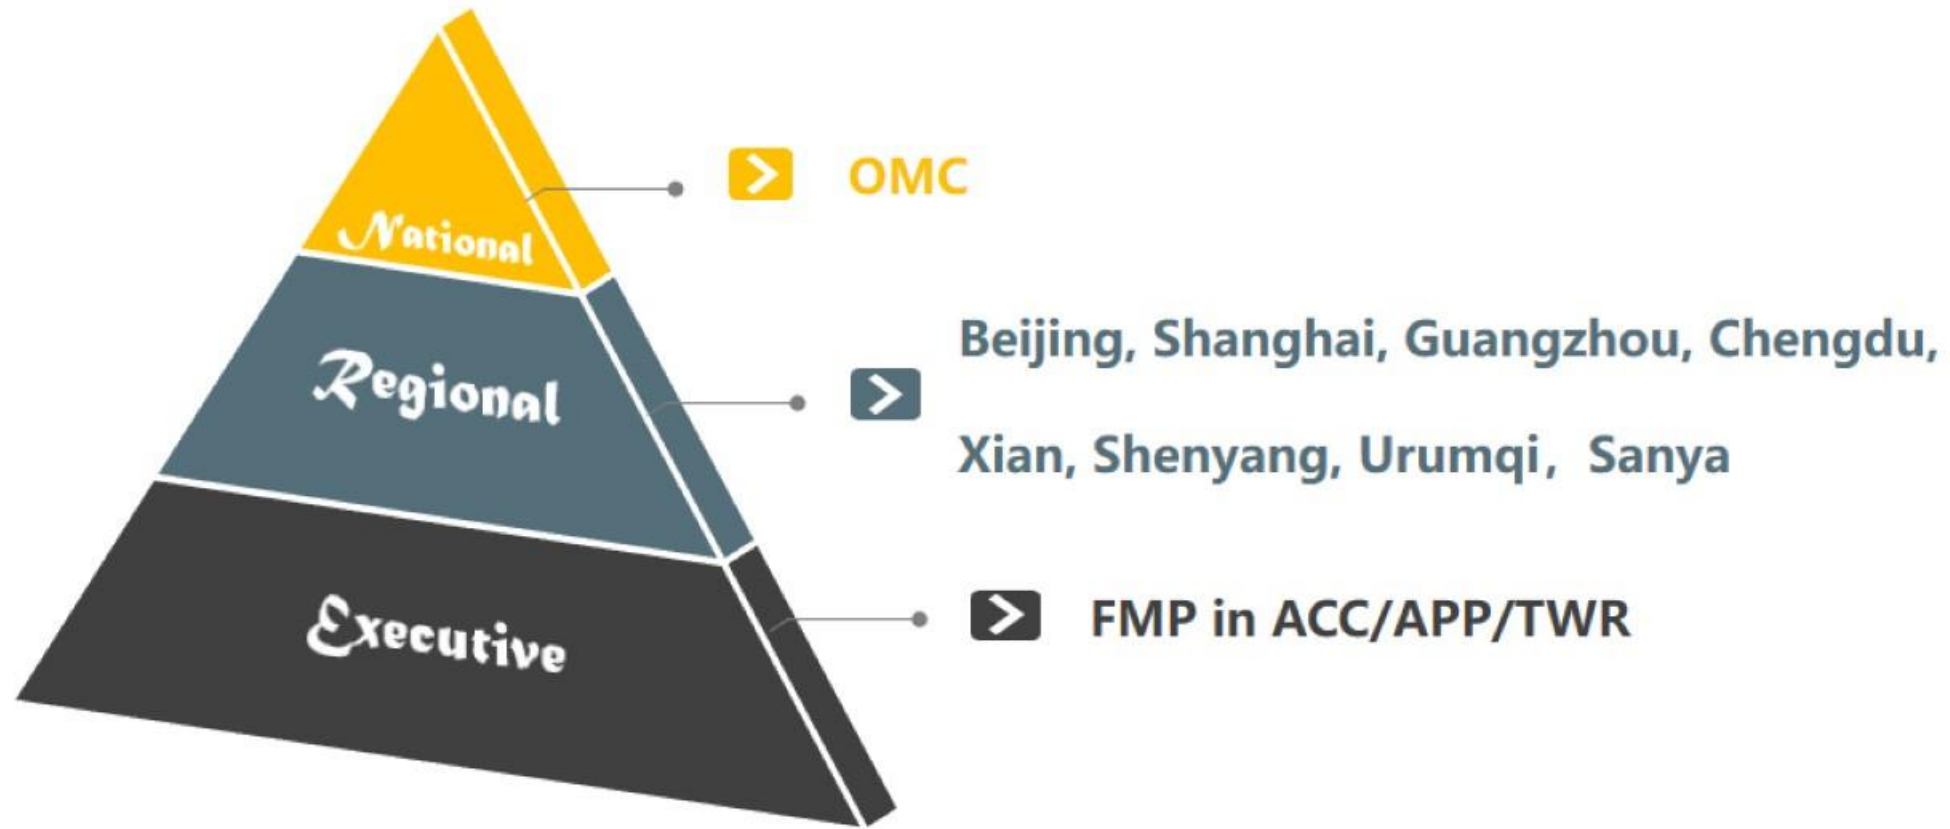 National
OMC
Regional
Beijing, Shanghai, Guangzhou, Chengdu,
Xian, Shenyang, Urumqi,  Sanya
Executive
FMP in ACC/APP/TWR